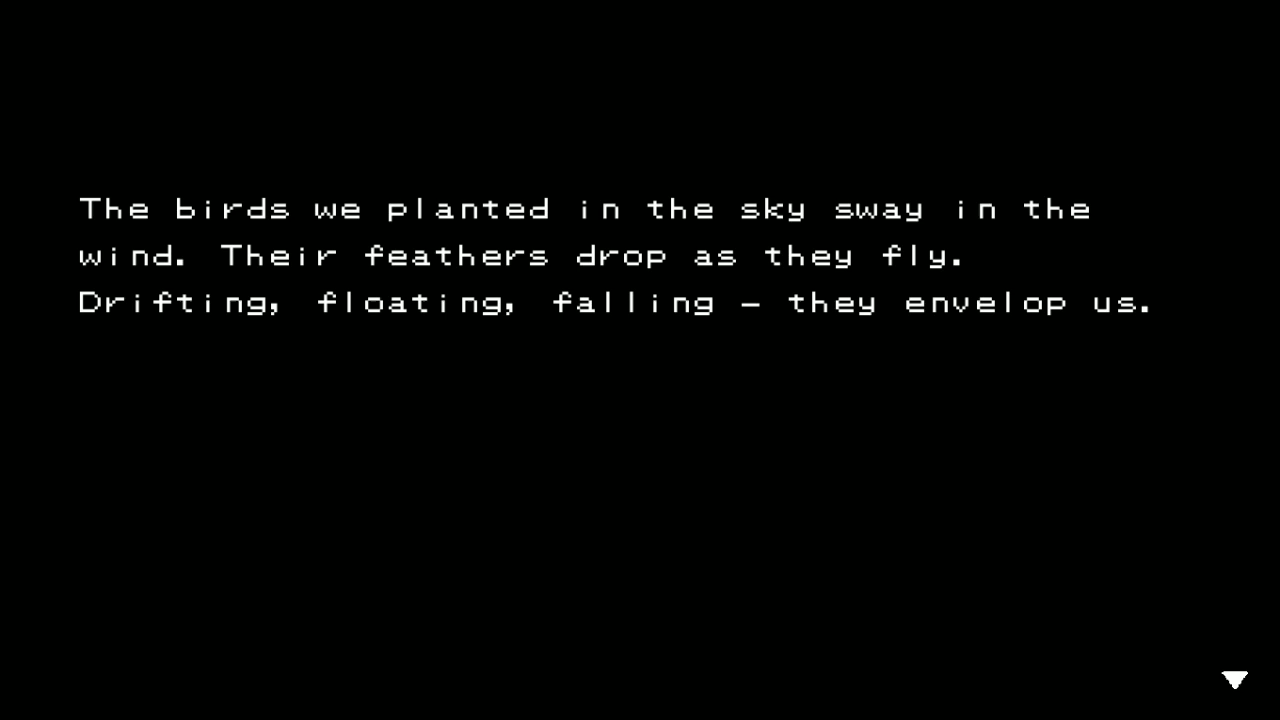 The birds we planted in the sky sway in the
wind. Their feathers drop as they fly.
Drifting, floating, falling – they envelop us.